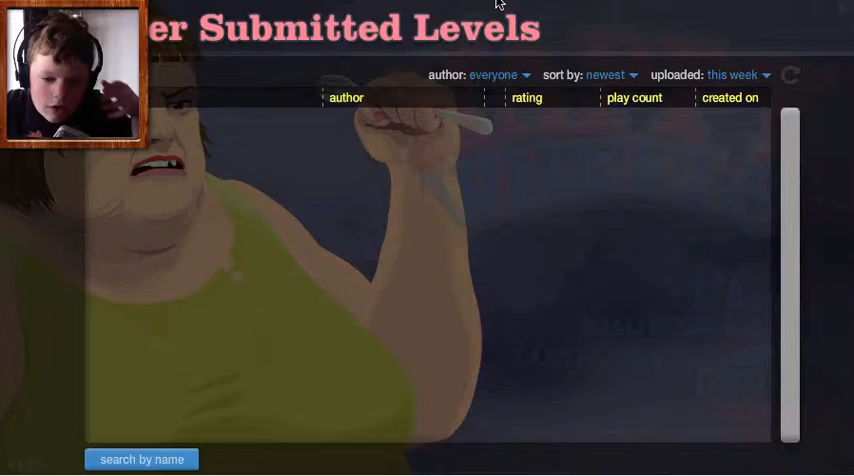 er Submitted Levels
author: everyone sort by: newest uploaded: this week
author rating play count created on
search by name